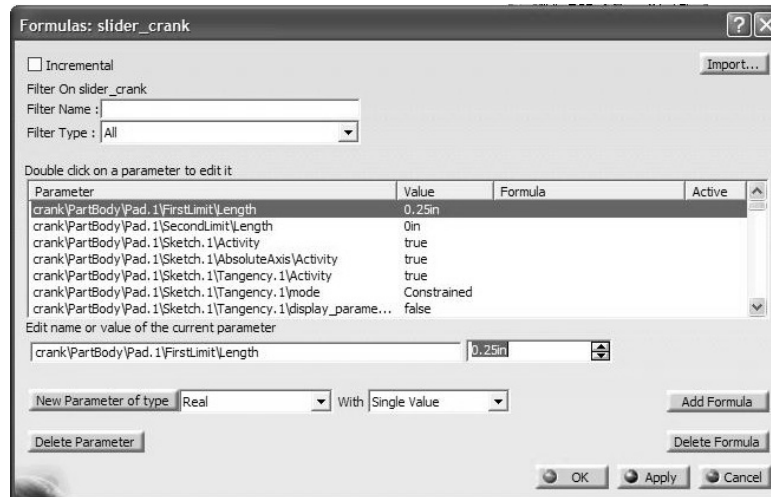 Formulas: slider_crank
Incremental
Import...
Filter On slider_crank
Filter Name :
Filter Type : All
Double click on a parameter to edit it
Parameter Value Formula Active
crank\PartBody\Pad.1\FirstLimit\Length 0.25in
crank\PartBody\Pad.1\SecondLimit\Length 0in
crank\PartBody\Pad.1\Sketch.1\Activity true
crank\PartBody\Pad.1\Sketch.1\AbsoluteAxis\Activity true
crank\PartBody\Pad.1\Sketch.1\Tangency.1\Activity true
crank\PartBody\Pad.1\Sketch.1\Tangency.1\mode Constrained
crank\PartBody\Pad.1\Sketch.1\Tangency.1\display_parame... false
Edit name or value of the current parameter
crank\PartBody\Pad.1\FirstLimit\Length 0.25in
New Parameter of type Real With Single Value Add Formula
Delete Parameter Delete Formula
OK Apply Cancel